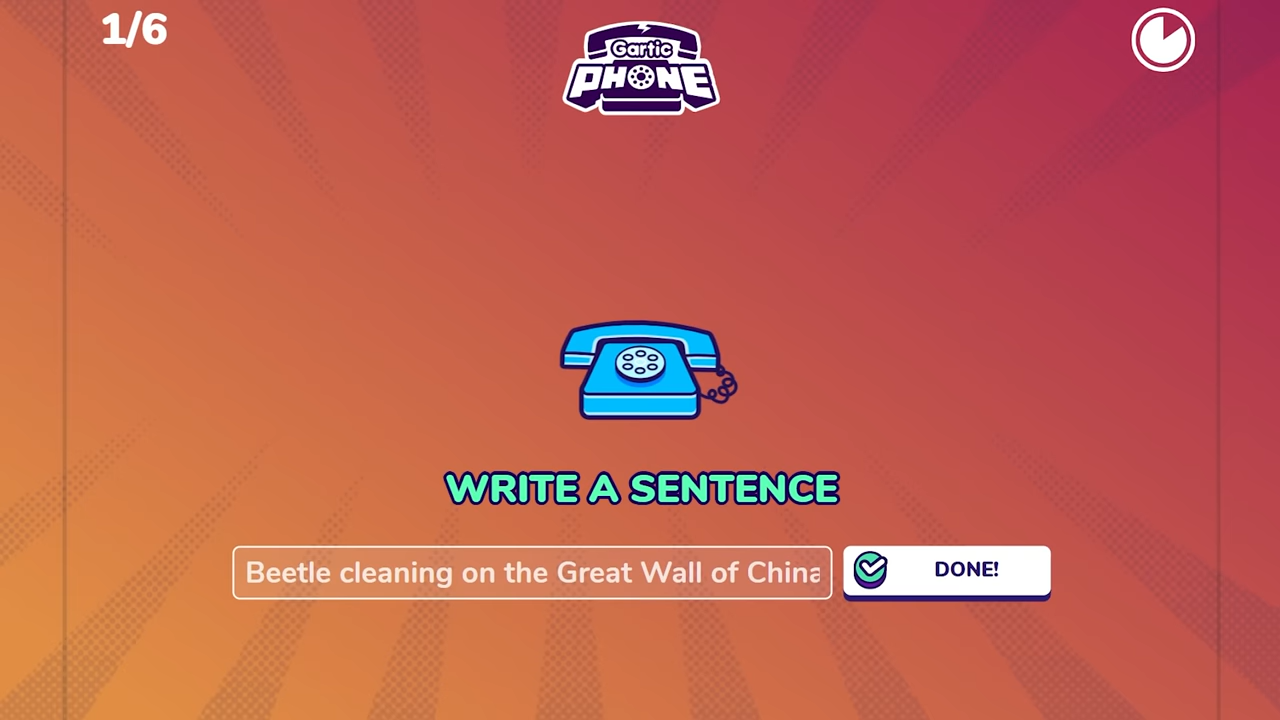 1/6
Gartic
PHONE
WRITE A SENTENCE
Beetle cleaning on the Great Wall of China
DONE!